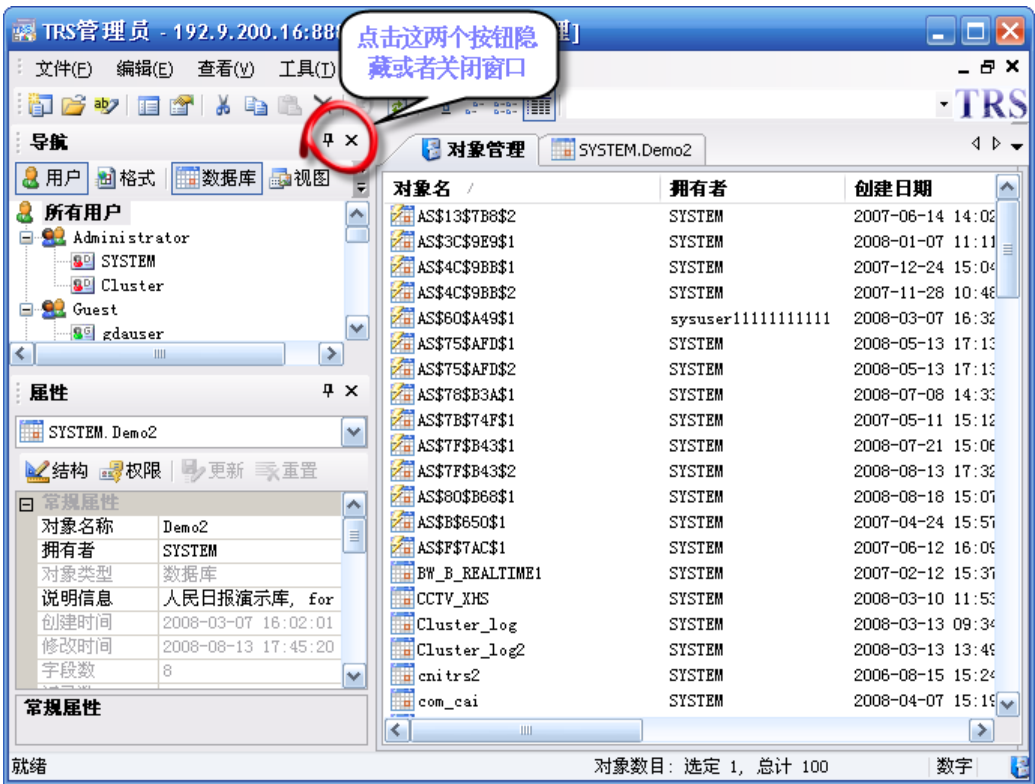 TRS管理员 - 192.9.200.16:888
理]
点击这两个按钮隐
藏或者关闭窗口
文件(F) 编辑(E) 查看(V) 工具(T)
TRS
导航
对象管理 SYSTEM.Demo2
用户 格式 数据库 视图
所有用户
Administrator
SYSTEM
Cluster
Guest
gdauser
属性
SYSTEM.Demo2
结构 权限 更新 重置
常规属性
对象名称 Demo2
拥有者 SYSTEM
对象类型 数据库
说明信息 人民日报演示库, for
创建时间 2008-03-07 16:02:01
修改时间 2008-08-13 17:45:20
字段数 8
常规属性
对象名 / 拥有者 创建日期
AS$13$7B8$2 SYSTEM 2007-06-14 14:02
AS$3C$9E9$1 SYSTEM 2008-01-07 11:11
AS$4C$9BB$1 SYSTEM 2007-12-24 15:04
AS$4C$9BB$2 SYSTEM 2007-11-28 10:48
AS$60$A49$1 sysuser11111111111 2008-03-07 16:32
AS$75$AFD$1 SYSTEM 2008-05-13 17:13
AS$75$AFD$2 SYSTEM 2008-05-13 17:13
AS$78$B3A$1 SYSTEM 2008-07-08 14:33
AS$7B$74F$1 SYSTEM 2007-05-11 15:12
AS$7F$B43$1 SYSTEM 2008-07-21 15:06
AS$7F$B43$2 SYSTEM 2008-08-13 17:32
AS$80$B68$1 SYSTEM 2008-08-18 15:07
AS$B$650$1 SYSTEM 2007-04-24 15:57
AS$F$7AC$1 SYSTEM 2007-06-12 16:09
BW_B_REALTIME1 SYSTEM 2007-02-12 15:37
CCTV_XHS SYSTEM 2008-03-10 11:53
Cluster_log SYSTEM 2008-03-13 09:34
Cluster_log2 SYSTEM 2008-03-13 13:49
cnitrs2 SYSTEM 2006-08-15 15:24
com_cai SYSTEM 2008-04-07 15:19
就绪 对象数目: 选定 1, 总计 100 数字